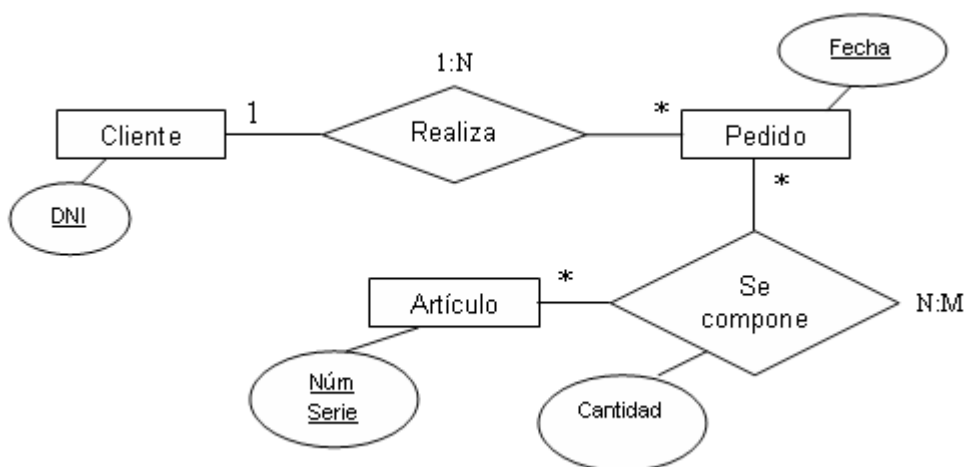 Fecha
1:N
1
*
Cliente
Realiza
Pedido
*
DNI
*
Artículo
Se
compone
N:M
Núm
Serie
Cantidad